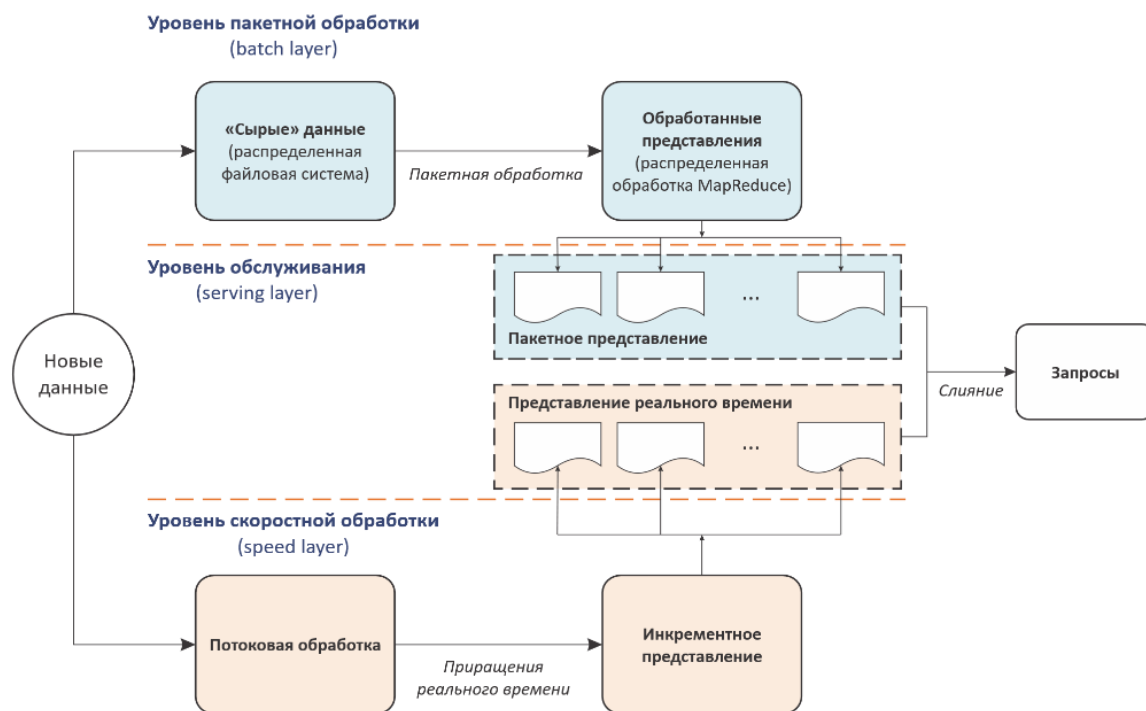 Уровень пакетной обработки
(batch layer)
«Сырые» данные
(распределенная
файловая система)
Пакетная обработка
Обработанные
представления
(распределенная
обработка MapReduce)
Уровень обслуживания
(serving layer)
...
Пакетное представление
Новые
данные
Слияние
Запросы
Представление реального времени
...
Уровень скоростной обработки
(speed layer)
Потоковая обработка
Приращения
реального времени
Инкрементное
представление